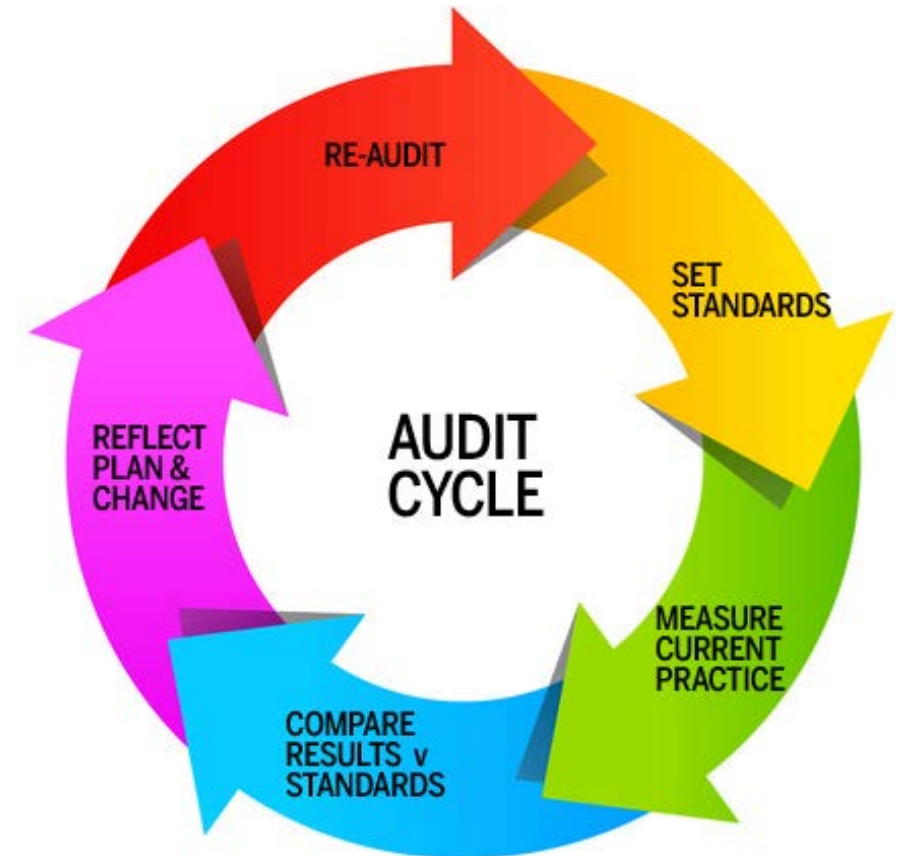 AUDIT
CYCLE
RE-AUDIT
SET
STANDARDS
MEASURE
CURRENT
PRACTICE
COMPARE
RESULTS v
STANDARDS
REFLECT
PLAN &
CHANGE